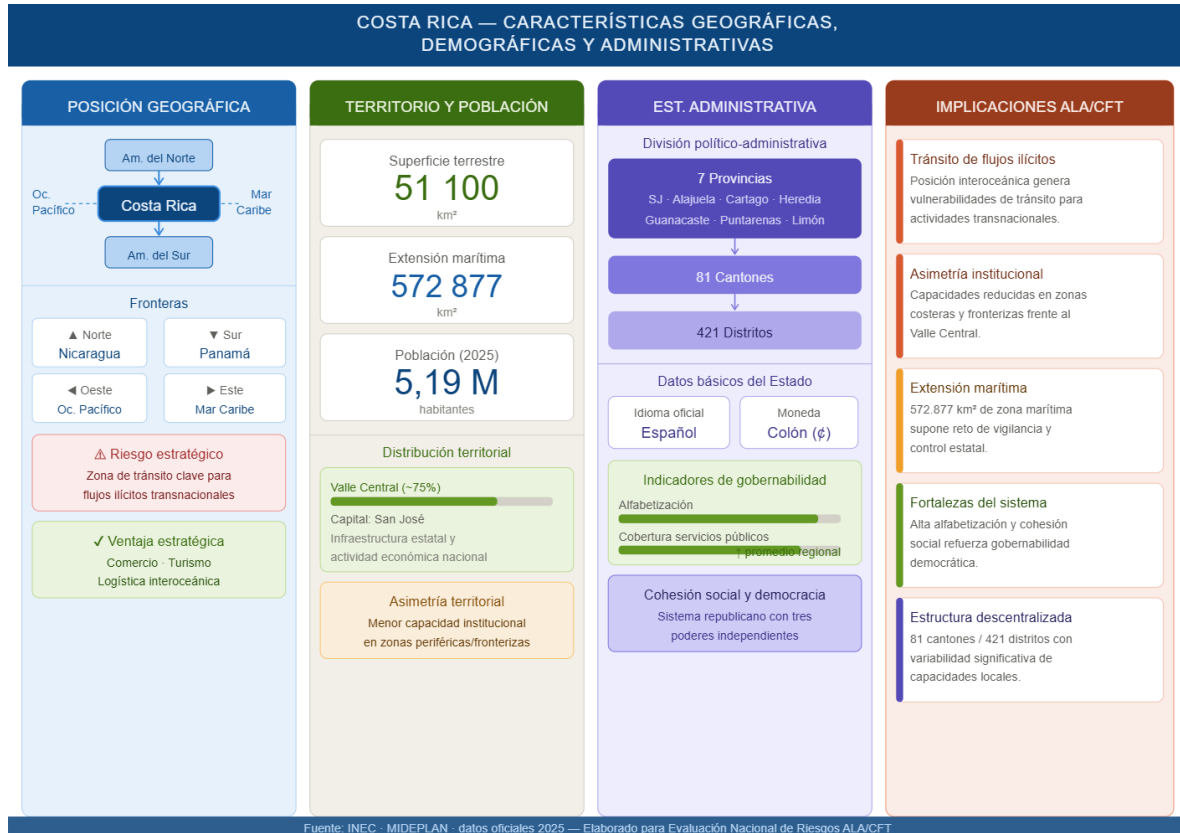 COSTA RICA — CARACTERÍSTICAS GEOGRÁFICAS,
DEMOGRÁFICAS Y ADMINISTRATIVAS
POSICIÓN GEOGRÁFICA
Am. del Norte
Oc.
Pacífico
Costa Rica
Mar
Caribe
Am. del Sur
Fronteras
▲ Norte
Nicaragua
▼ Sur
Panamá
◀ Oeste
Oc. Pacífico
▶ Este
Mar Caribe
⚠ Riesgo estratégico
Zona de tránsito clave para
flujos ilícitos transnacionales
✓ Ventaja estratégica
Comercio · Turismo
Logística interoceánica
TERRITORIO Y POBLACIÓN
Superficie terrestre
51 100
km²
Extensión marítima
572 877
km²
Población (2025)
5,19 M
habitantes
Distribución territorial
Valle Central (~75%)
Capital: San José
Infraestructura estatal y
actividad económica nacional
Asimetría territorial
Menor capacidad institucional
en zonas periféricas/fronterizas
EST. ADMINISTRATIVA
División político-administrativa
7 Provincias
SJ · Alajuela · Cartago · Heredia
Guanacaste · Puntarenas · Limón
81 Cantones
421 Distritos
Datos básicos del Estado
Idioma oficial
Español
Moneda
Colón (₡)
Indicadores de gobernabilidad
Alfabetización
Cobertura servicios públicos
↑ promedio regional
Cohesión social y democracia
Sistema republicano con tres
poderes independientes
IMPLICACIONES ALA/CFT
Tránsito de flujos ilícitos
Posición interoceánica genera
vulnerabilidades de tránsito para
actividades transnacionales.
Asimetría institucional
Capacidades reducidas en zonas
costeras y fronterizas frente al
Valle Central.
Extensión marítima
572.877 km² de zona marítima
supone reto de vigilancia y
control estatal.
Fortalezas del sistema
Alta alfabetización y cohesión
social refuerza gobernabilidad
democrática.
Estructura descentralizada
81 cantones / 421 distritos con
variabilidad significativa de
capacidades locales.
Fuente: INEC · MIDEPLAN · datos oficiales 2025 — Elaborado para Evaluación Nacional de Riesgos ALA/CFT